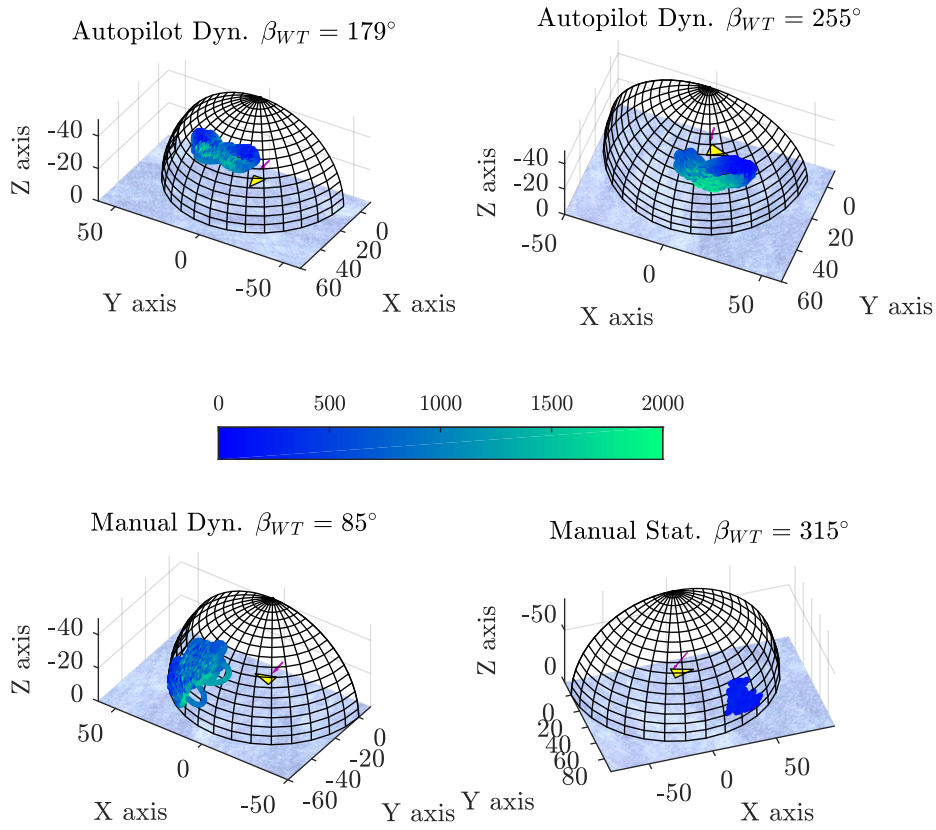 Autopilot Dyn. β_WT = 179°
Z axis
-40
-20
0
50
0
-50
Y axis
0
20
40
60
X axis
Autopilot Dyn. β_WT = 255°
Z axis
-40
-20
0
-50
0
50
X axis
0
20
40
60
Y axis
0 500 1000 1500 2000
Manual Dyn. β_WT = 85°
Z axis
-40
-20
0
50
0
-50
X axis
0
-20
-40
-60
Y axis
Manual Stat. β_WT = 315°
Z axis
-50
0
0
20
40
60
80
Y axis
-50
0
50
X axis